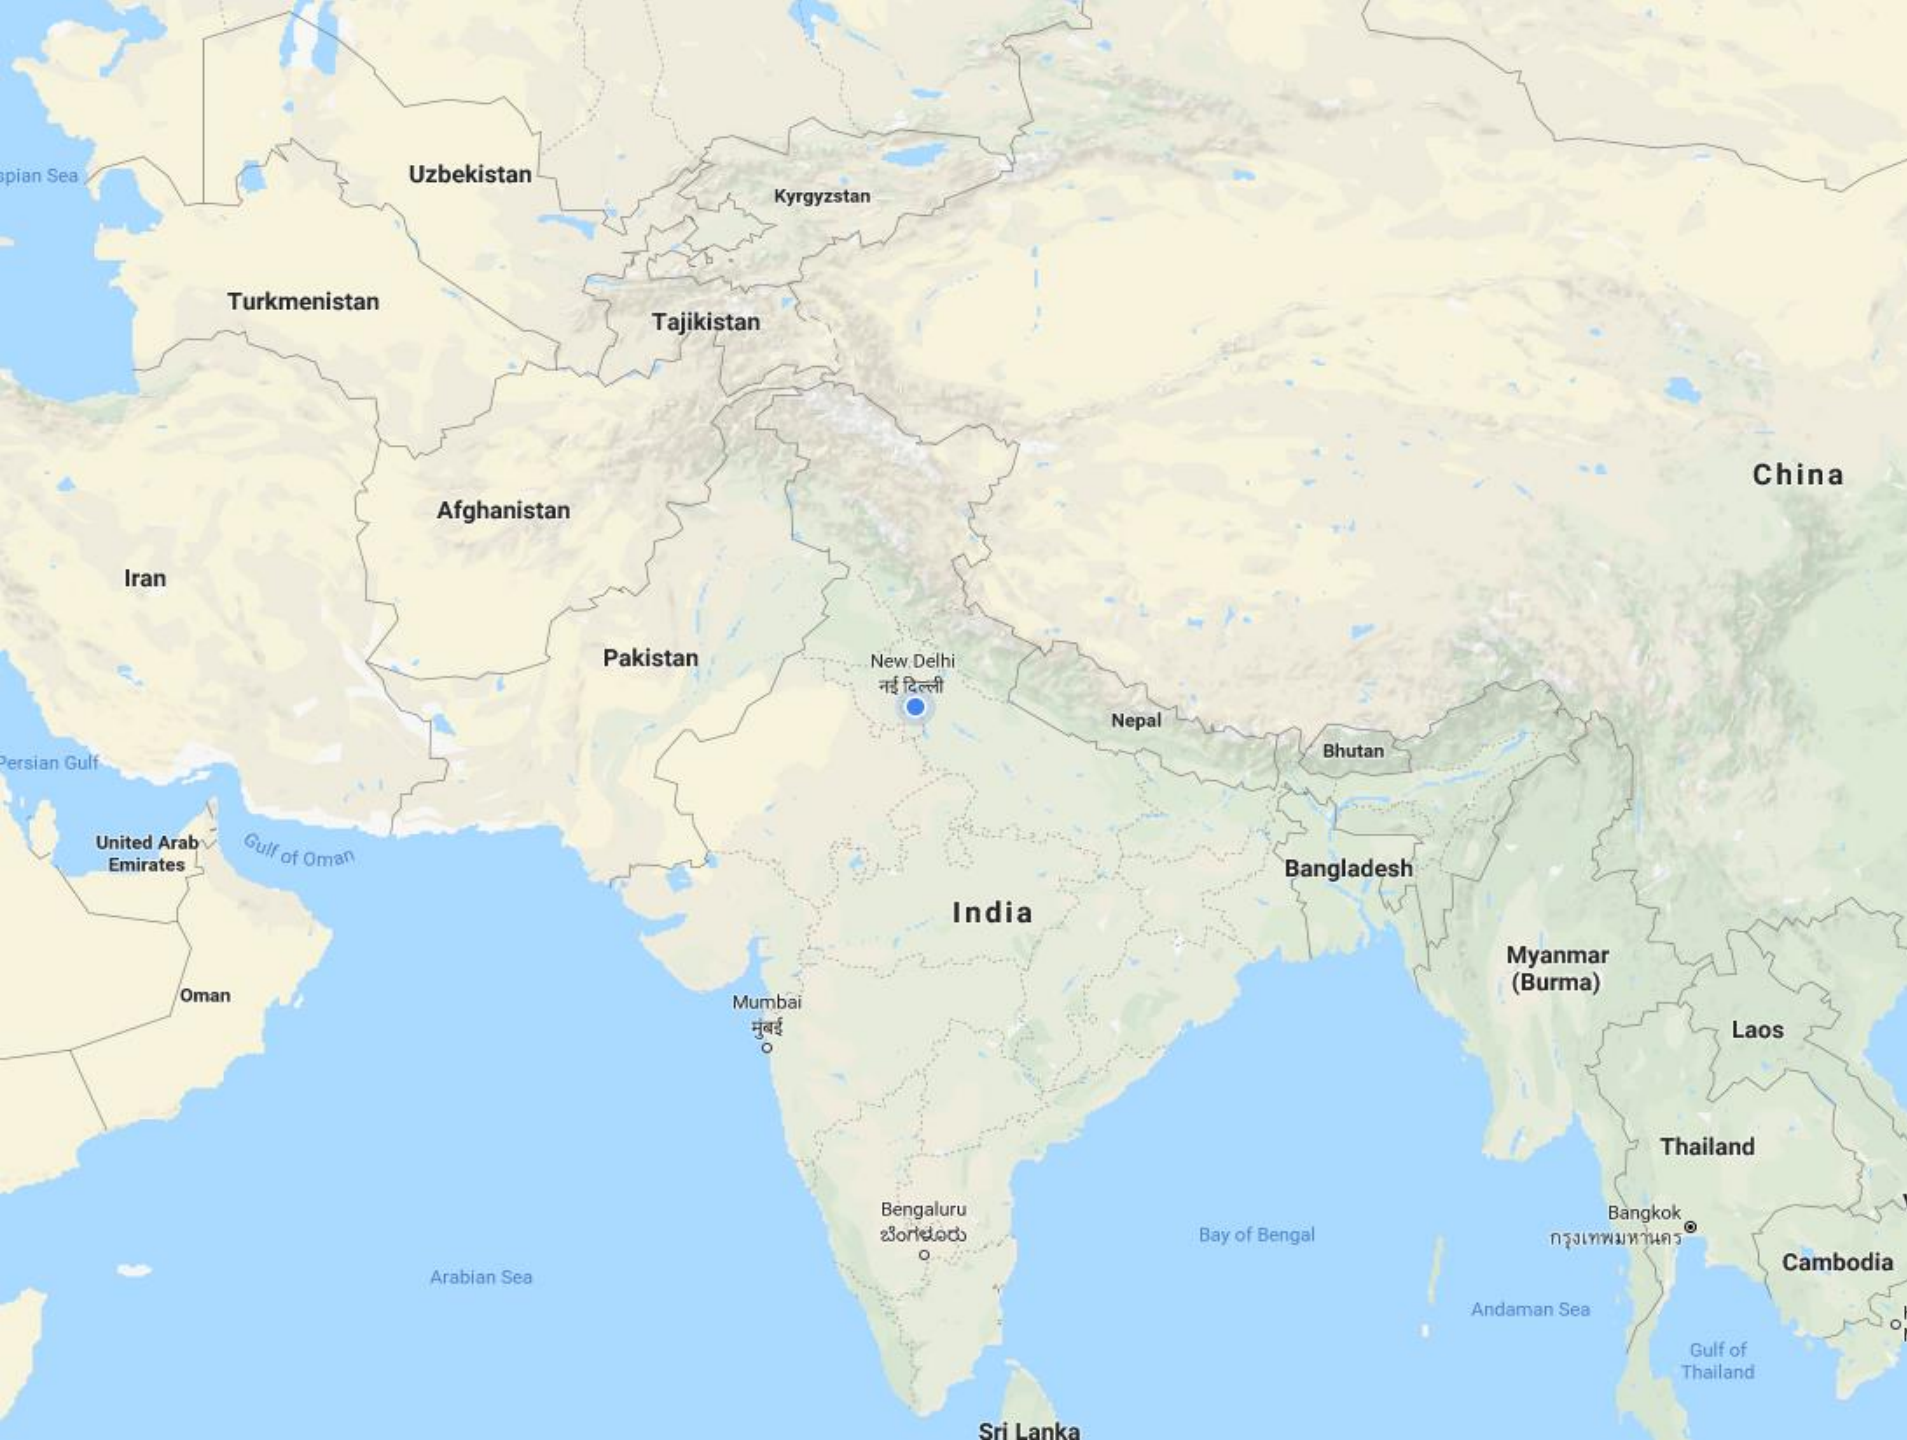 spian Sea
Uzbekistan
Kyrgyzstan
Turkmenistan
Tajikistan
China
Afghanistan
Iran
Pakistan
New Delhi
नई दिल्ली
Nepal
Bhutan
Persian Gulf
United Arab
Emirates
Gulf of Oman
Bangladesh
India
Myanmar
(Burma)
Oman
Mumbai
मुंबई
Laos
Thailand
Bengaluru
ಬೆಂಗಳೂರು
Bangkok
กรุงเทพมหานคร
Bay of Bengal
Cambodia
Arabian Sea
Andaman Sea
Gulf of
Thailand
Sri Lanka